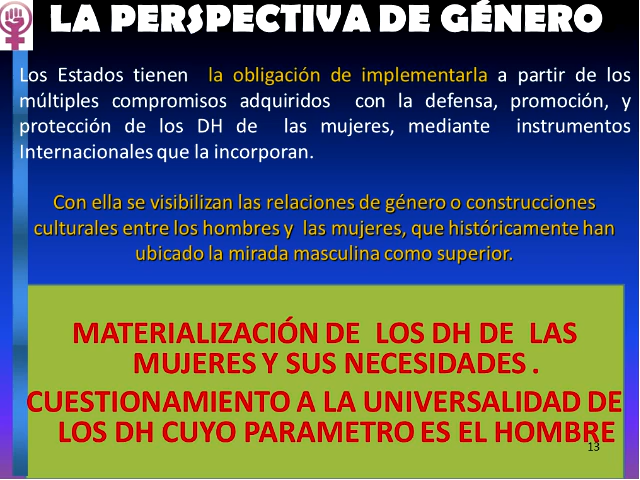 LA PERSPECTIVA DE GÉNERO
Los Estados tienen la obligación de implementarla a partir de los
múltiples compromisos adquiridos con la defensa, promoción, y
protección de los DH de las mujeres, mediante instrumentos
Internacionales que la incorporan.
Con ella se visibilizan las relaciones de género o construcciones
culturales entre los hombres y las mujeres, que históricamente han
ubicado la mirada masculina como superior.
MATERIALIZACIÓN DE LOS DH DE LAS
MUJERES Y SUS NECESIDADES .
CUESTIONAMIENTO A LA UNIVERSALIDAD DE
LOS DH CUYO PARAMETRO ES EL HOMBRE
13